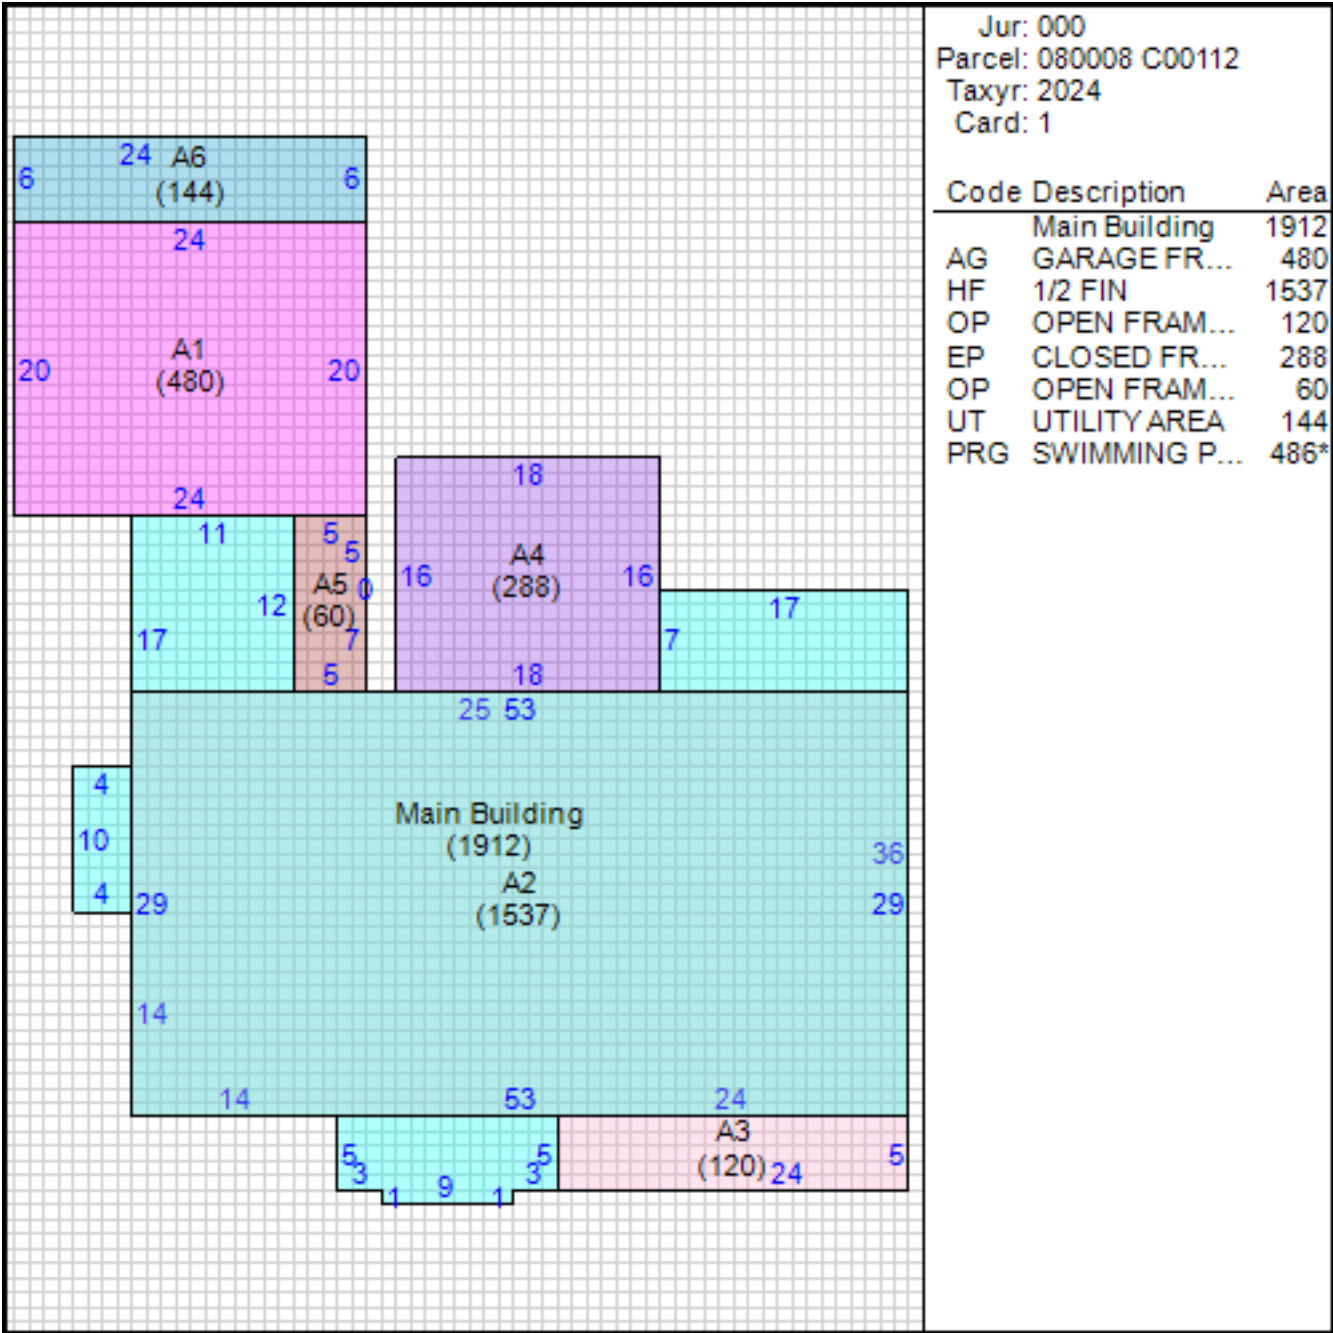 Jur: 000
Parcel: 080008 C00112
Taxyr: 2024
Card: 1
Code Description Area
Main Building 1912
AG GARAGE FR... 480
HF 1/2 FIN 1537
OP OPEN FRAM... 120
EP CLOSED FR... 288
OP OPEN FRAM... 60
UT UTILITY AREA 144
PRG SWIMMING P... 486*
24 A6
6 (144) 6
24
A1
20 (480) 20
24
11 5
5
18
A4
16 (288) 16
A5 0
12 (60)
17 7
5
18
17
7
25 53
4
10
4
Main Building
(1912)
A2
(1537)
36
29 29
14
14 53 24
A3
5 5 (120) 24 5
3 3
1 9 1